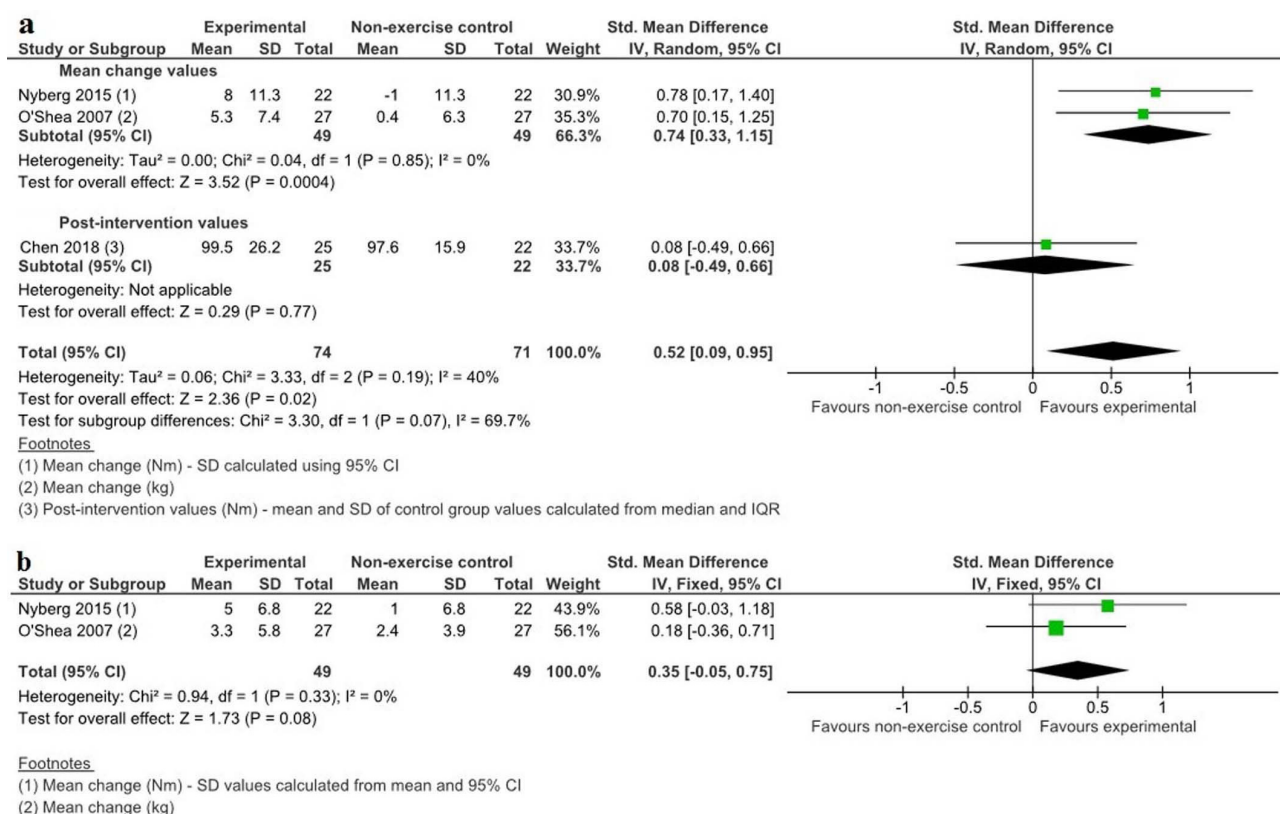 a
Experimental Non-exercise control Std. Mean Difference Std. Mean Difference
Study or Subgroup Mean SD Total Mean SD Total Weight IV, Random, 95% CI IV, Random, 95% CI
Mean change values
Nyberg 2015 (1) 8 11.3 22 -1 11.3 22 30.9% 0.78 [0.17, 1.40]
O'Shea 2007 (2) 5.3 7.4 27 0.4 6.3 27 35.3% 0.70 [0.15, 1.25]
Subtotal (95% CI) 49 49 66.3% 0.74 [0.33, 1.15]
Heterogeneity: Tau² = 0.00; Chi² = 0.04, df = 1 (P = 0.85); I² = 0%
Test for overall effect: Z = 3.52 (P = 0.0004)
Post-intervention values
Chen 2018 (3) 99.5 26.2 25 97.6 15.9 22 33.7% 0.08 [-0.49, 0.66]
Subtotal (95% CI) 25 22 33.7% 0.08 [-0.49, 0.66]
Heterogeneity: Not applicable
Test for overall effect: Z = 0.29 (P = 0.77)
Total (95% CI) 74 71 100.0% 0.52 [0.09, 0.95]
Heterogeneity: Tau² = 0.06; Chi² = 3.33, df = 2 (P = 0.19); I² = 40%
Test for overall effect: Z = 2.36 (P = 0.02)
Test for subgroup differences: Chi² = 3.30, df = 1 (P = 0.07), I² = 69.7%
-1 -0.5 0 0.5 1
Favours non-exercise control Favours experimental
Footnotes
(1) Mean change (Nm) - SD calculated using 95% CI
(2) Mean change (kg)
(3) Post-intervention values (Nm) - mean and SD of control group values calculated from median and IQR
b
Experimental Non-exercise control Std. Mean Difference Std. Mean Difference
Study or Subgroup Mean SD Total Mean SD Total Weight IV, Fixed, 95% CI IV, Fixed, 95% CI
Nyberg 2015 (1) 5 6.8 22 1 6.8 22 43.9% 0.58 [-0.03, 1.18]
O'Shea 2007 (2) 3.3 5.8 27 2.4 3.9 27 56.1% 0.18 [-0.36, 0.71]
Total (95% CI) 49 49 100.0% 0.35 [-0.05, 0.75]
Heterogeneity: Chi² = 0.94, df = 1 (P = 0.33); I² = 0%
Test for overall effect: Z = 1.73 (P = 0.08)
-1 -0.5 0 0.5 1
Favours non-exercise control Favours experimental
Footnotes
(1) Mean change (Nm) - SD values calculated from mean and 95% CI
(2) Mean change (kg)